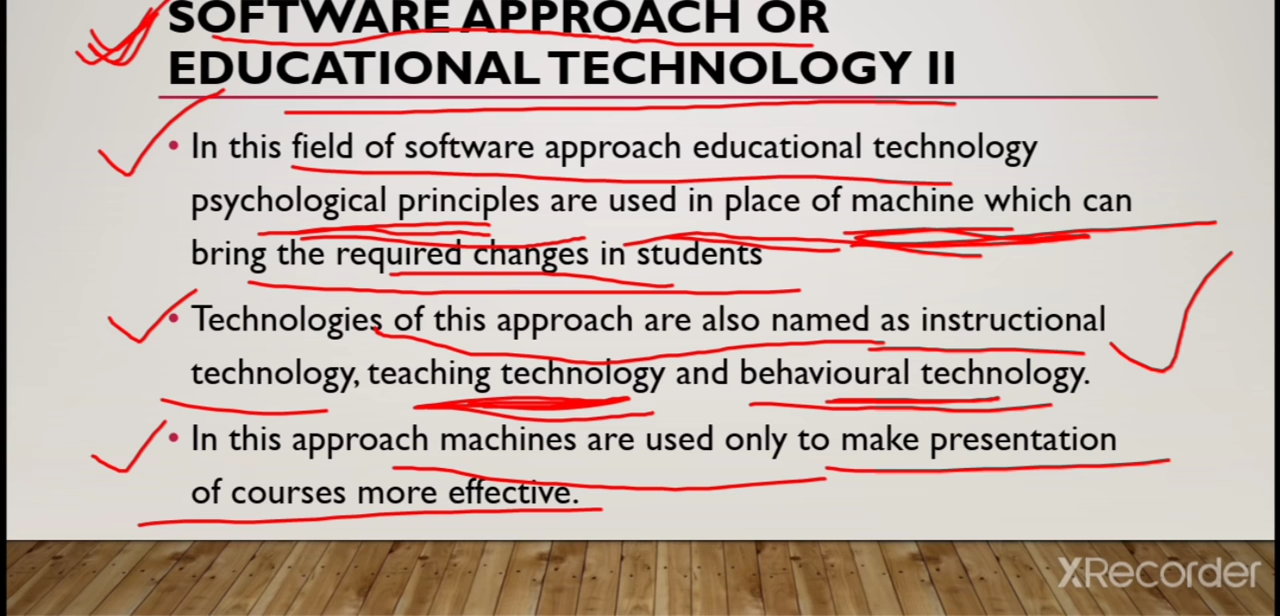 SOFTWARE APPROACH OR
EDUCATIONAL TECHNOLOGY II
• In this field of software approach educational technology
psychological principles are used in place of machine which can
bring the required changes in students
• Technologies of this approach are also named as instructional
technology, teaching technology and behavioural technology.
• In this approach machines are used only to make presentation
of courses more effective.
XRecorder